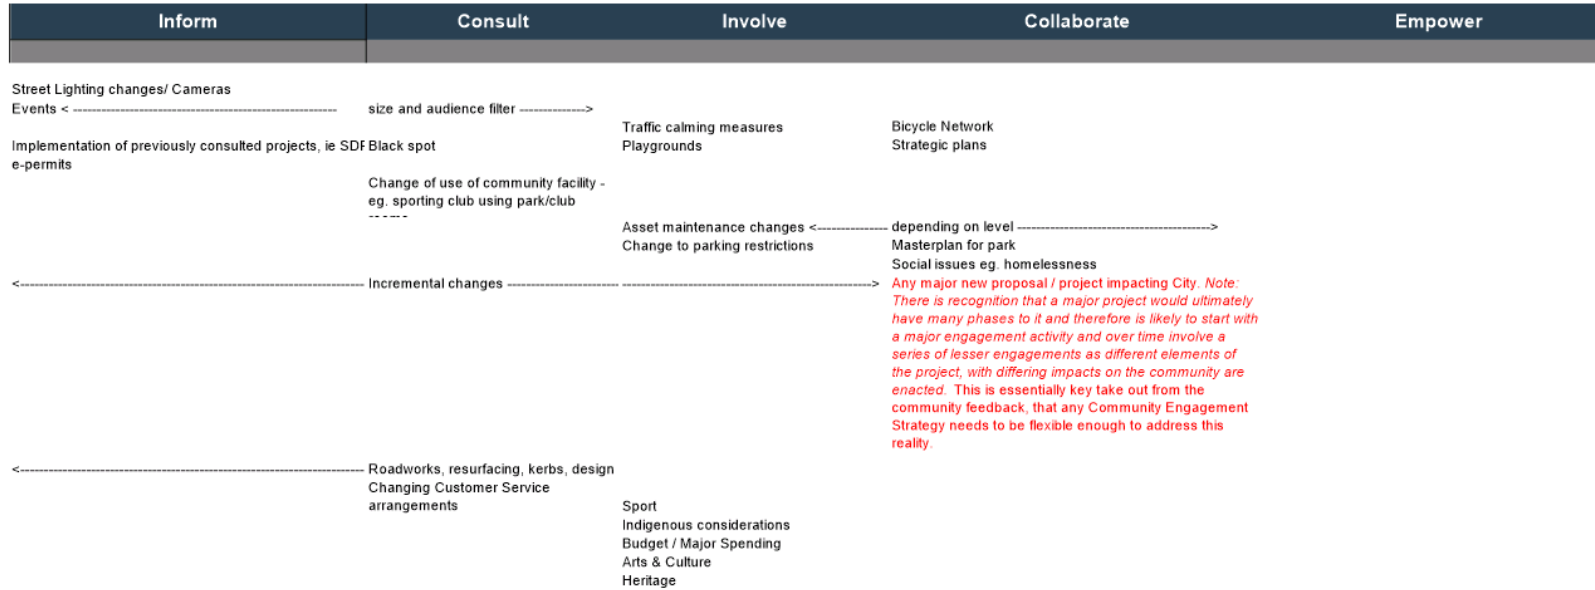 Inform Consult Involve Collaborate Empower
Street Lighting changes/ Cameras
Events < ---------------------------------------------------------- size and audience filter -------------->
Traffic calming measures Bicycle Network
Implementation of previously consulted projects, ie SDF Black spot Playgrounds Strategic plans
e-permits
Change of use of community facility -
eg. sporting club using park/club
Asset maintenance changes <--------------- depending on level ------------------------------------------>
Change to parking restrictions Masterplan for park
Social issues eg. homelessness
<--------------------------------------------------------------------------- Incremental changes ------------------------ ------------------------------------------------------> Any major new proposal / project impacting City. Note:
There is recognition that a major project would ultimately
have many phases to it and therefore is likely to start with
a major engagement activity and over time involve a
series of lesser engagements as different elements of
the project, with differing impacts on the community are
enacted. This is essentially key take out from the
community feedback, that any Community Engagement
Strategy needs to be flexible enough to address this
reality.
<--------------------------------------------------------------------------- Roadworks, resurfacing, kerbs, design
Changing Customer Service
arrangements Sport
Indigenous considerations
Budget / Major Spending
Arts & Culture
Heritage